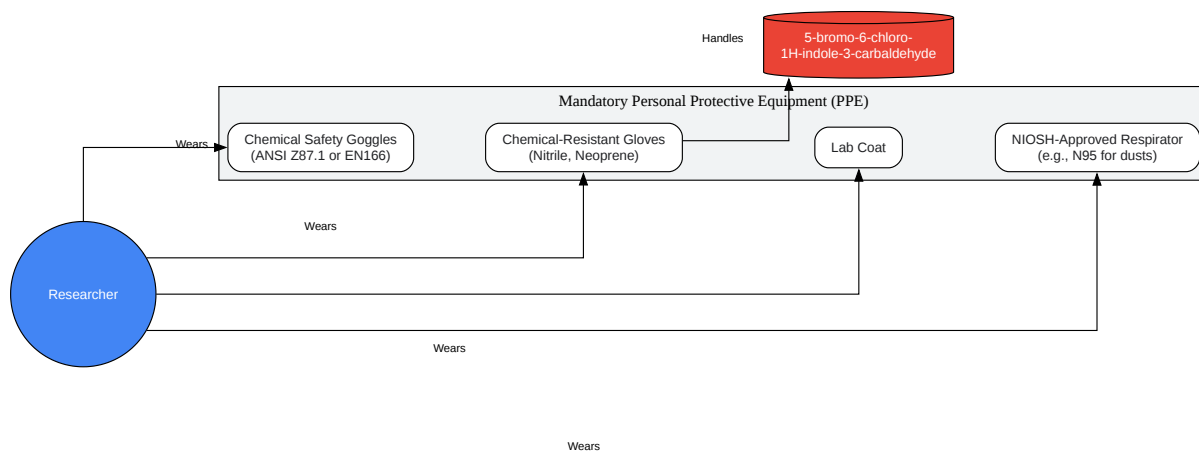 Handles
5-bromo-6-chloro-
1H-indole-3-carbaldehyde
Mandatory Personal Protective Equipment (PPE)
Wears
Chemical Safety Goggles
(ANSI Z87.1 or EN166)
Chemical-Resistant Gloves
(Nitrile, Neoprene)
Lab Coat
NIOSH-Approved Respirator
(e.g., N95 for dusts)
Wears
Researcher
Wears
Wears